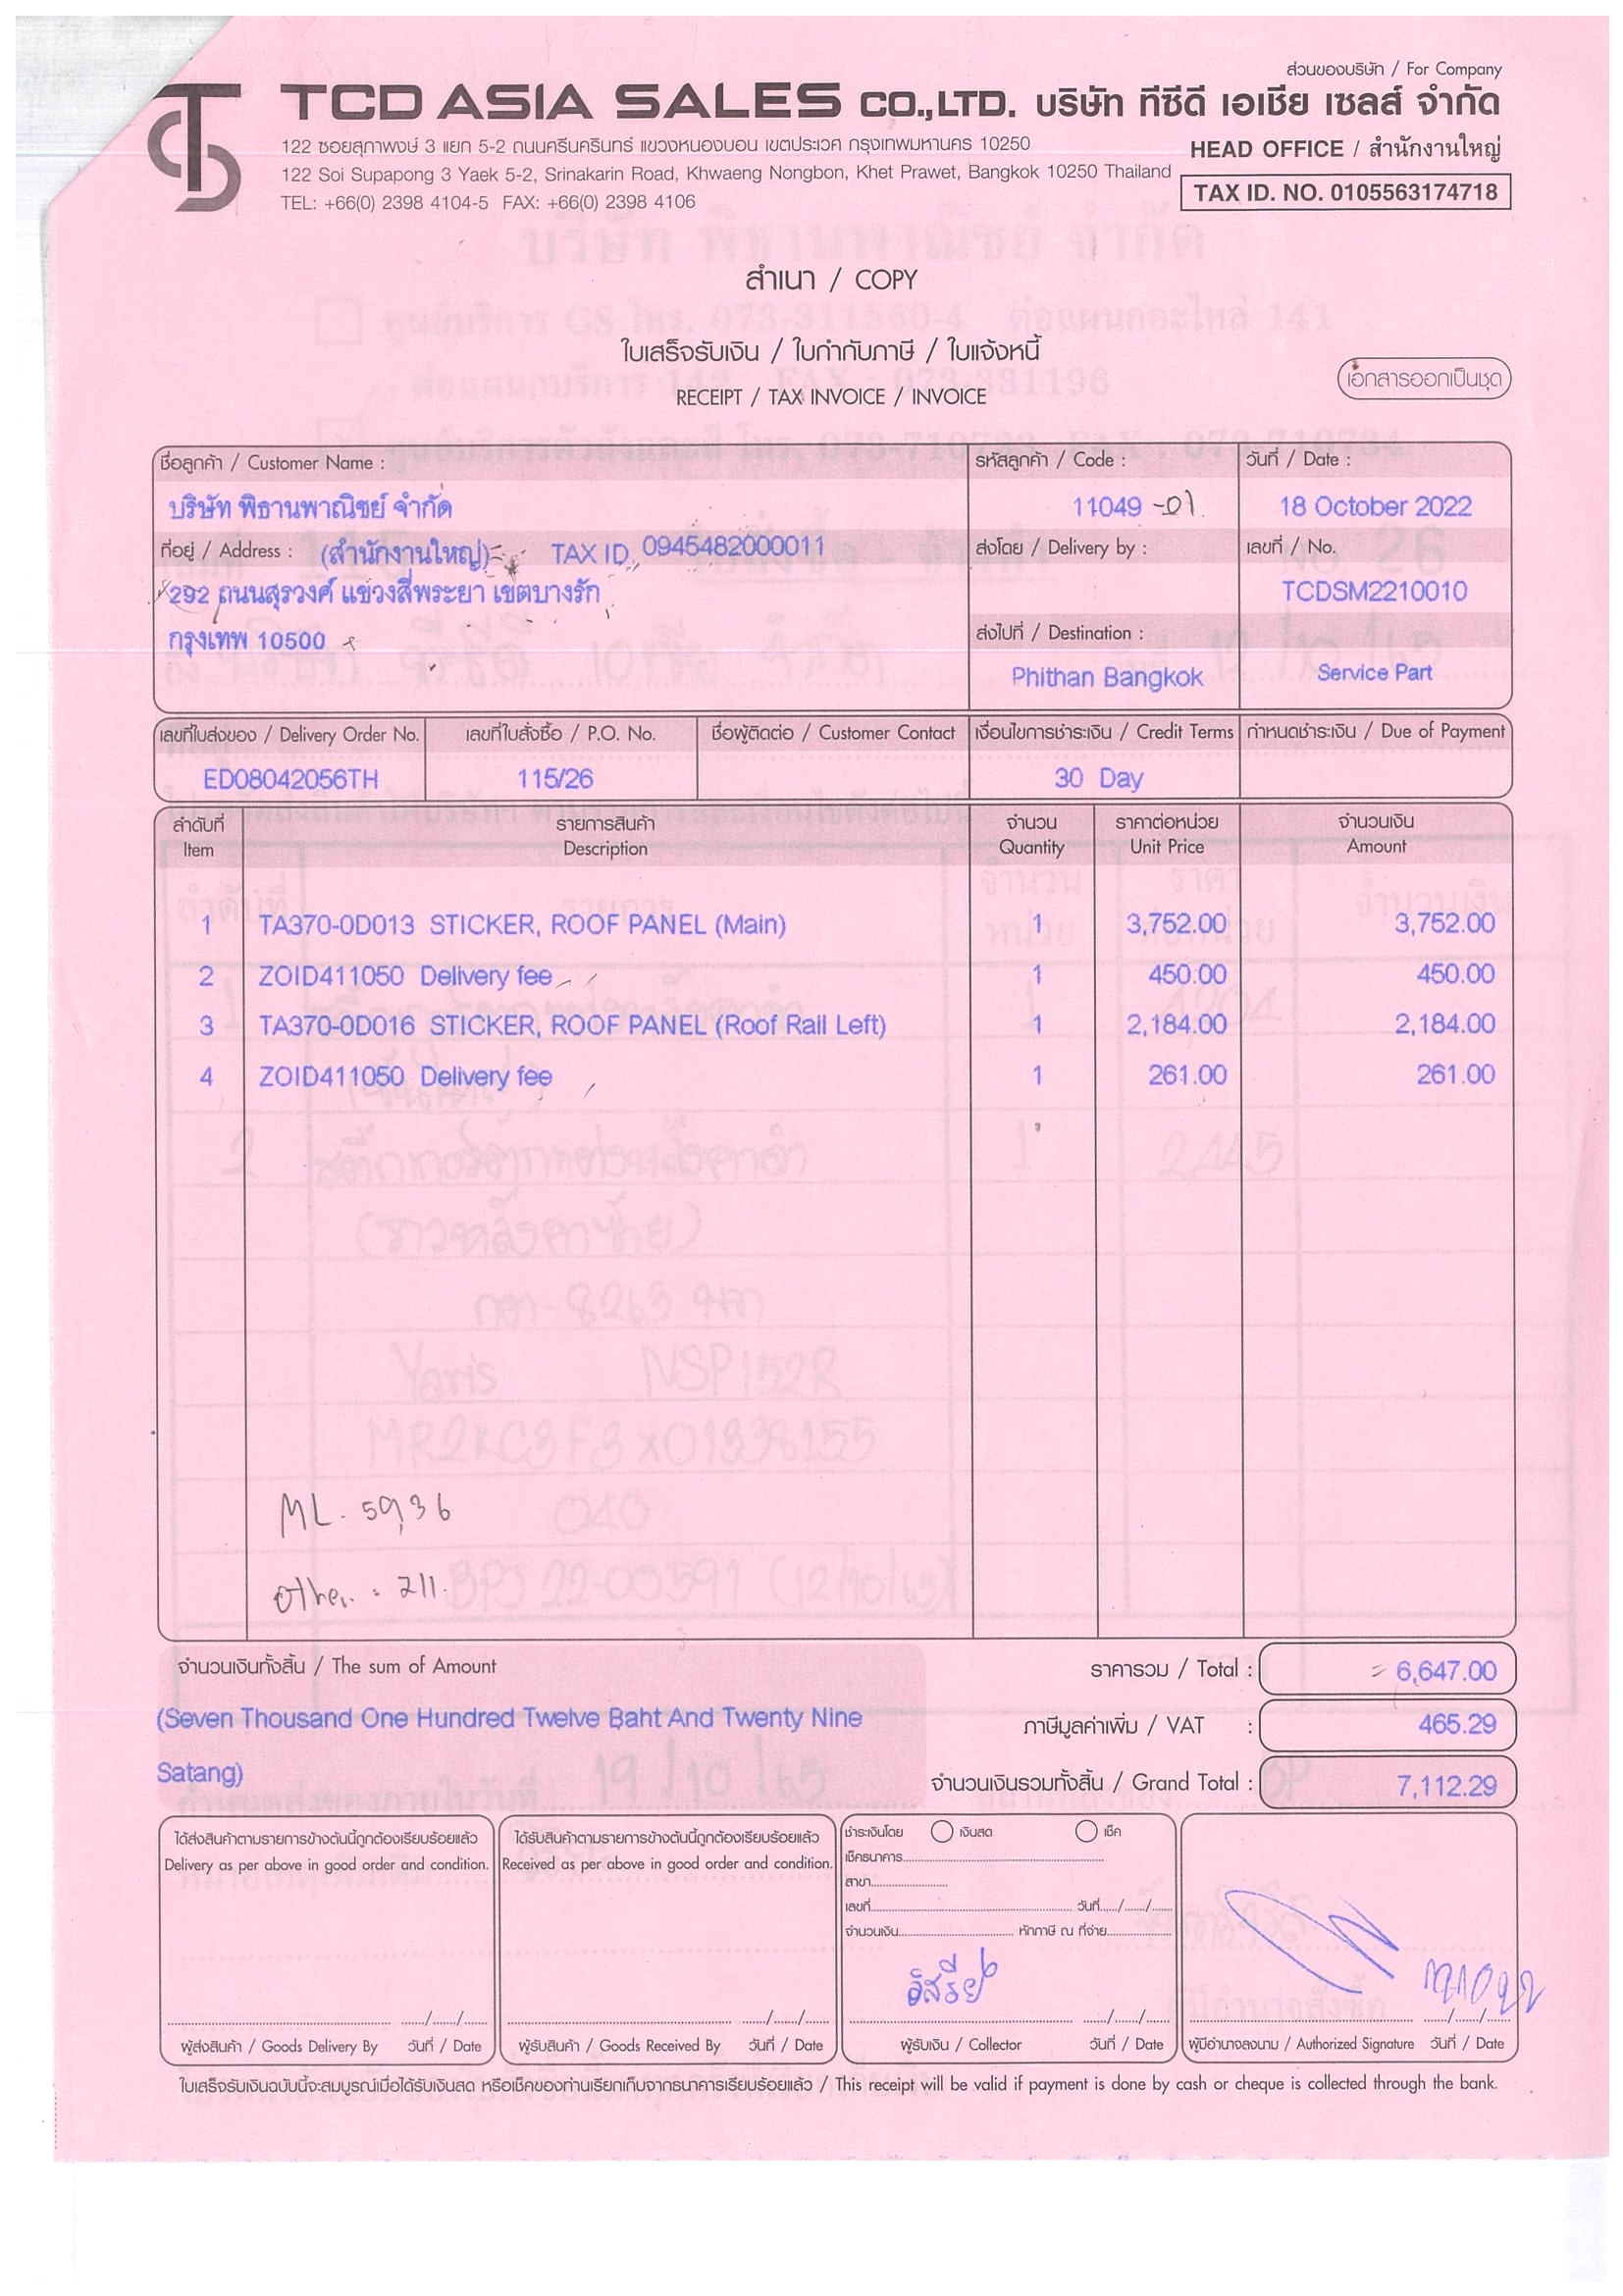 ส่วนของบริษัท / For Company
TCD ASIA SALES CO.,LTD. บริษัท ทีซีดี เอเชีย เซลส์ จำกัด
122 ซอยสุภาพงษ์ 3 แยก 5-2 ถนนศรีนครินทร์ แขวงหนองบอน เขตประเวศ กรุงเทพมหานคร 10250
HEAD OFFICE / สำนักงานใหญ่
122 Soi Supapong 3 Yaek 5-2, Srinakarin Road, Khwaeng Nongbon, Khet Prawet, Bangkok 10250 Thailand
TAX ID. NO. 0105563174718
TEL: +66(0) 2398 4104-5 FAX: +66(0) 2398 4106
สำเนา / COPY
ใบเสร็จรับเงิน / ใบกำกับภาษี / ใบแจ้งหนี้
RECEIPT / TAX INVOICE / INVOICE
เอกสารออกเป็นชุด
ชื่อลูกค้า / Customer Name : รหัสลูกค้า / Code : วันที่ / Date :
บริษัท พิธานพาณิชย์ จำกัด 11049 -01 18 October 2022
ที่อยู่ / Address : (สำนักงานใหญ่) TAX ID. 0945482000011 ส่งโดย / Delivery by : เลขที่ / No.
292 ถนนสุรวงศ์ แขวงสี่พระยา เขตบางรัก TCDSM2210010
กรุงเทพ 10500 ส่งไปที่ / Destination :
Phithan Bangkok Service Part
เลขที่ใบส่งของ / Delivery Order No. เลขที่ใบสั่งซื้อ / P.O. No. ชื่อผู้ติดต่อ / Customer Contact เงื่อนไขการชำระเงิน / Credit Terms กำหนดชำระเงิน / Due of Payment
ED08042056TH 115/26 30 Day
ลำดับที่ รายการสินค้า จำนวน ราคาต่อหน่วย จำนวนเงิน
Item Description Quantity Unit Price Amount
1 TA370-0D013 STICKER, ROOF PANEL (Main) 1 3,752.00 3,752.00
2 ZOID411050 Delivery fee 1 450.00 450.00
3 TA370-0D016 STICKER, ROOF PANEL (Roof Rail Left) 1 2,184.00 2,184.00
4 ZOID411050 Delivery fee 1 261.00 261.00
ML. 59,36
other. = 711.
จำนวนเงินทั้งสิ้น / The sum of Amount ราคารวม / Total : 6,647.00
(Seven Thousand One Hundred Twelve Baht And Twenty Nine ภาษีมูลค่าเพิ่ม / VAT : 465.29
Satang) จำนวนเงินรวมทั้งสิ้น / Grand Total : 7,112.29
ได้ส่งสินค้าตามรายการข้างต้นนี้ถูกต้องเรียบร้อยแล้ว ได้รับสินค้าตามรายการข้างต้นนี้ถูกต้องเรียบร้อยแล้ว ชำระเงินโดย เงินสด เช็ค
Delivery as per above in good order and condition. Received as per above in good order and condition. เช็คธนาคาร
สาขา
เลขที่ วันที่...../....../......
จำนวนเงิน หักภาษี ณ ที่จ่าย
อิสรีย์
ผู้ส่งสินค้า / Goods Delivery By วันที่ / Date ผู้รับสินค้า / Goods Received By วันที่ / Date ผู้รับเงิน / Collector วันที่ / Date ผู้มีอำนาจลงนาม / Authorized Signature วันที่ / Date
ใบเสร็จรับเงินฉบับนี้จะสมบูรณ์เมื่อได้รับเงินสด หรือเช็คของท่านเรียกเก็บจากธนาคารเรียบร้อยแล้ว / This receipt will be valid if payment is done by cash or cheque is collected through the bank.